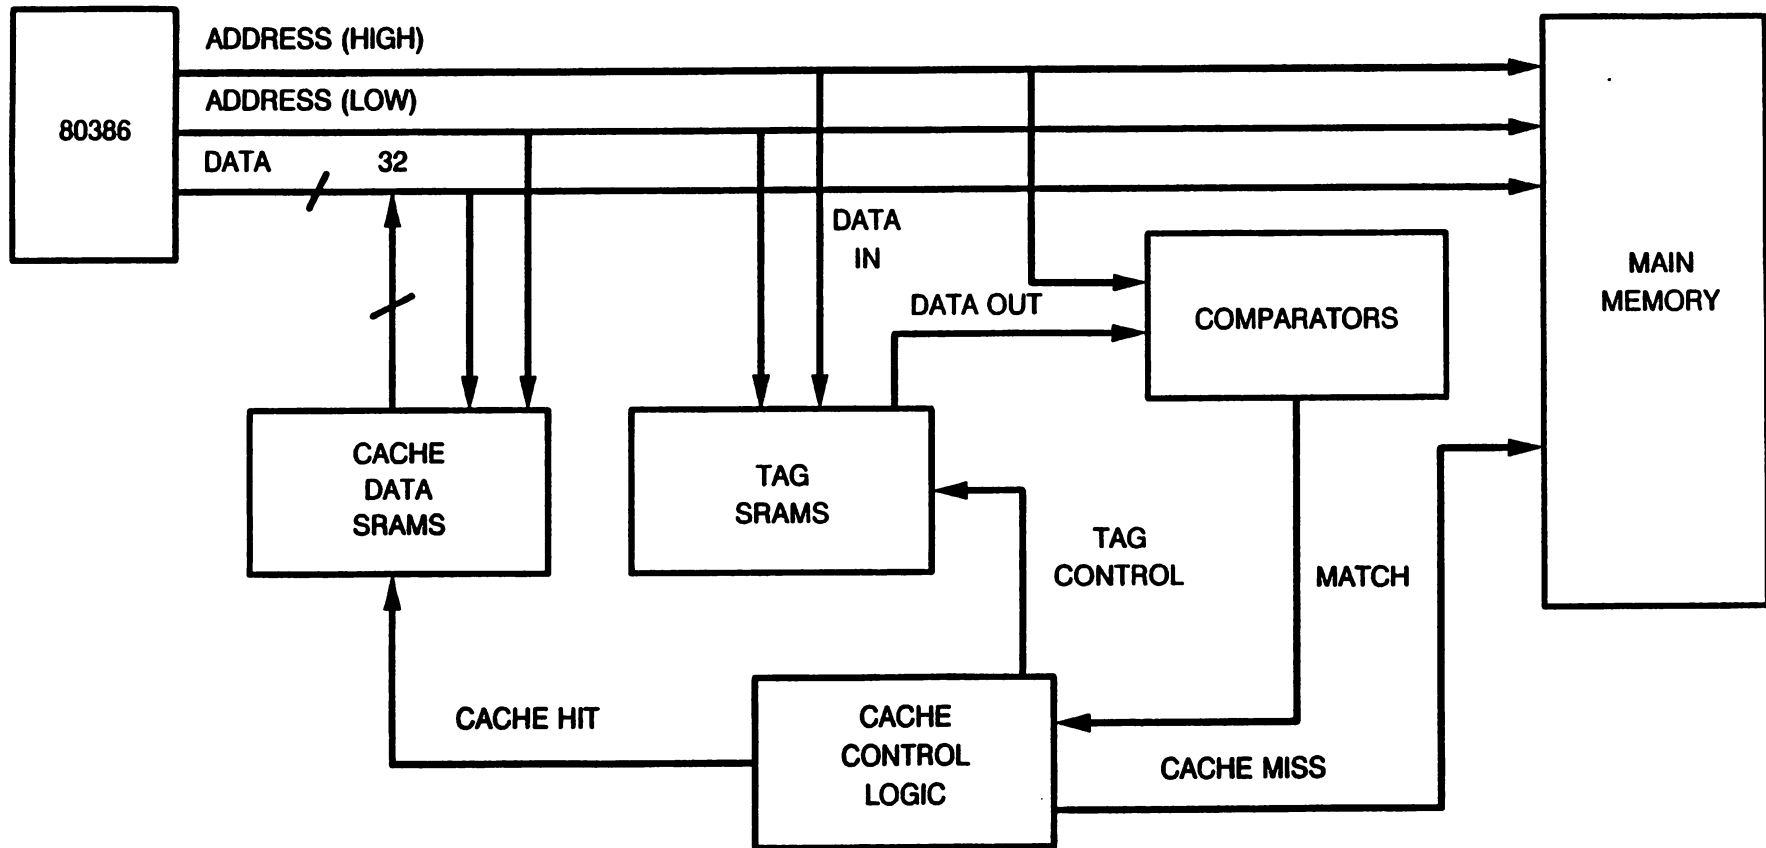 ADDRESS (HIGH)
ADDRESS (LOW)
80386
DATA 32
DATA
IN
DATA OUT
COMPARATORS
MAIN
MEMORY
CACHE
DATA
SRAMS
TAG
SRAMS
TAG
CONTROL
MATCH
CACHE HIT
CACHE
CONTROL
LOGIC
CACHE MISS